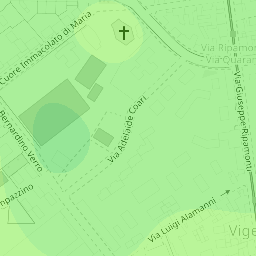 Cuore Immacolato di Maria
Via Ripamonti
Via Quaran
Via Giuseppe Ripamonti
Via Adelaide Coari
Bernardino Verro
mpazzino
Via Luigi Alamanni
Vige